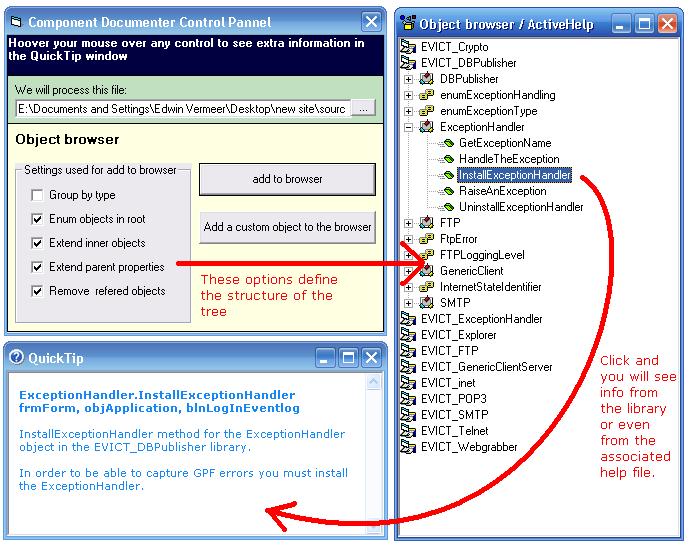 Component Documenter Control Pannel
Hoover your mouse over any control to see extra information in
the QuickTip window
We will process this file:
E:\Documents and Settings\Edwin Vermeer\Desktop\new site\sourc
...
Object browser
Settings used for add to browser
Group by type
Enum objects in root
Extend inner objects
Extend parent properties
Remove refered objects
add to browser
Add a custom object to the browser
These options define
the structure of the
tree
QuickTip
ExceptionHandler.InstallExceptionHandler
frmForm, objApplication, blnLogInEventlog
InstallExceptionHandler method for the ExceptionHandler
object in the EVICT_DBPublisher library.
In order to be able to capture GPF errors you must install
the ExceptionHandler.
Object browser / ActiveHelp
EVICT_Crypto
EVICT_DBPublisher
DBPublisher
enumExceptionHandling
enumExceptionType
ExceptionHandler
GetExceptionName
HandleTheException
InstallExceptionHandler
RaiseAnException
UninstallExceptionHandler
FTP
FtpError
FTPLoggingLevel
GenericClient
InternetStateIdentifier
SMTP
EVICT_ExceptionHandler
EVICT_Explorer
EVICT_FTP
EVICT_GenericClientServer
EVICT_inet
EVICT_POP3
EVICT_SMTP
EVICT_Telnet
EVICT_Webgrabber
Click and
you will see
info from
the library
or even
from the
associated
help file.